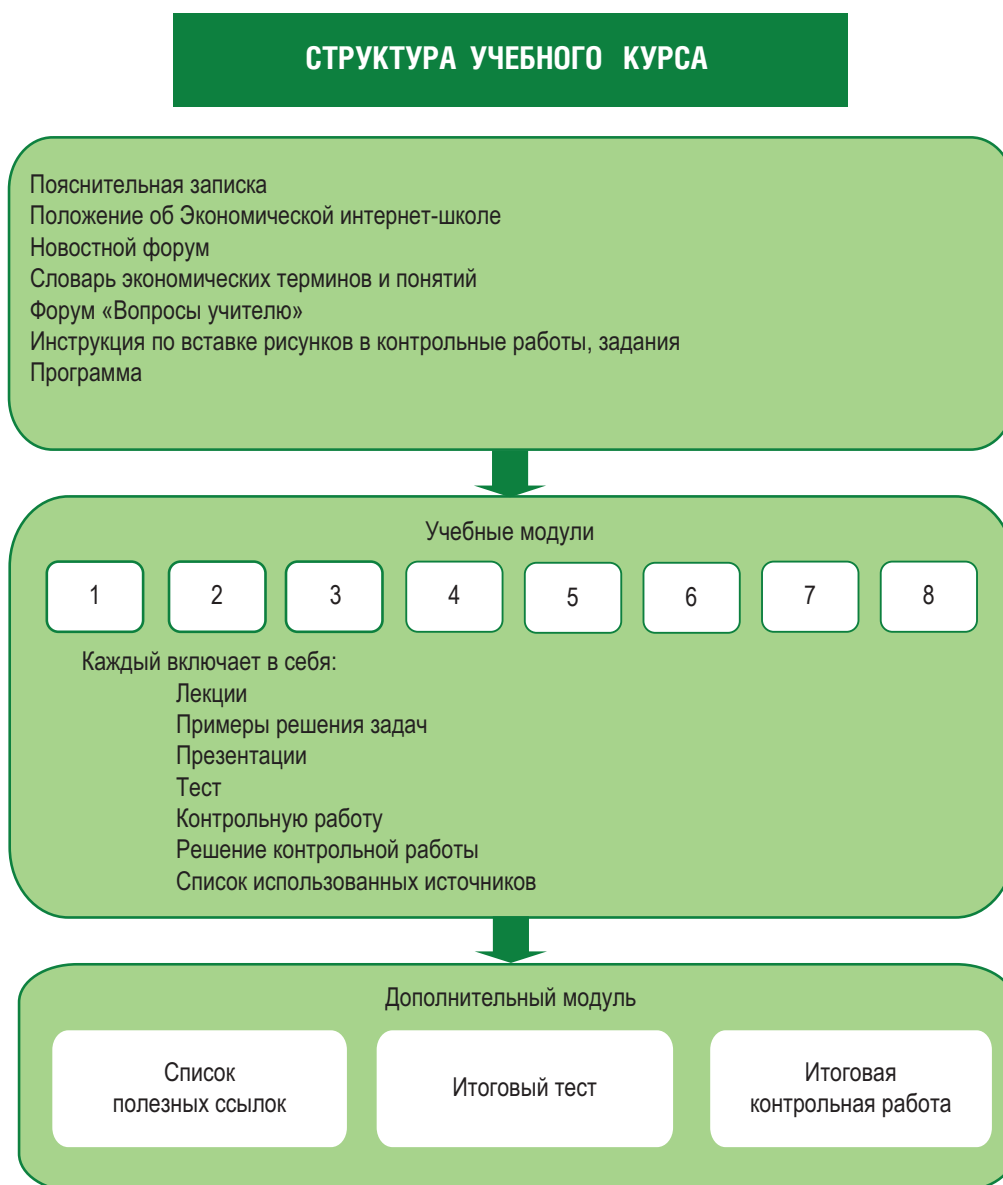 СТРУКТУРА УЧЕБНОГО КУРСА
Пояснительная записка
Положение об Экономической интернет-школе
Новостной форум
Словарь экономических терминов и понятий
Форум «Вопросы учителю»
Инструкция по вставке рисунков в контрольные работы, задания
Программа
Учебные модули
1 2 3 4 5 6 7 8
Каждый включает в себя:
Лекции
Примеры решения задач
Презентации
Тест
Контрольную работу
Решение контрольной работы
Список использованных источников
Дополнительный модуль
Список
полезных ссылок
Итоговый тест
Итоговая
контрольная работа